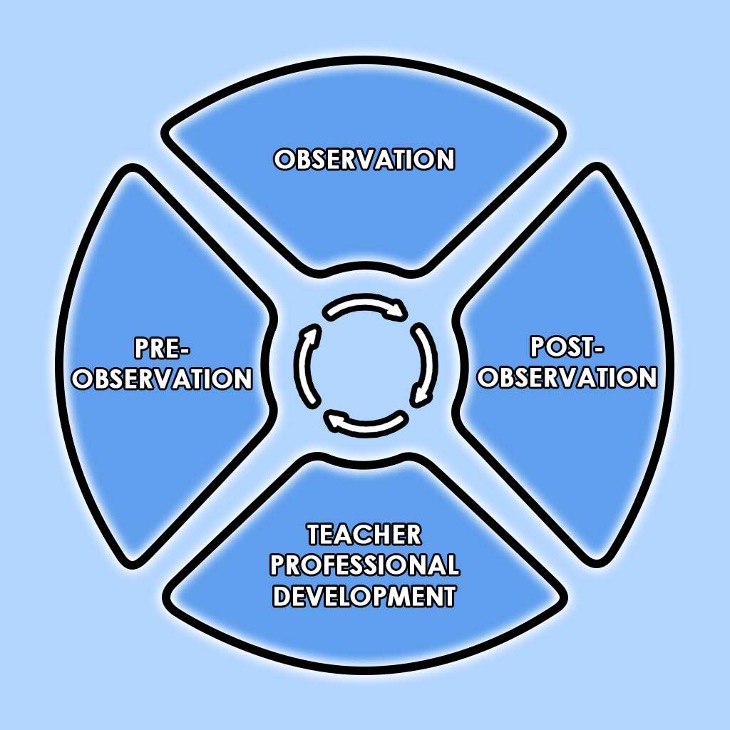 OBSERVATION
PRE-
OBSERVATION
POST-
OBSERVATION
TEACHER
PROFESSIONAL
DEVELOPMENT